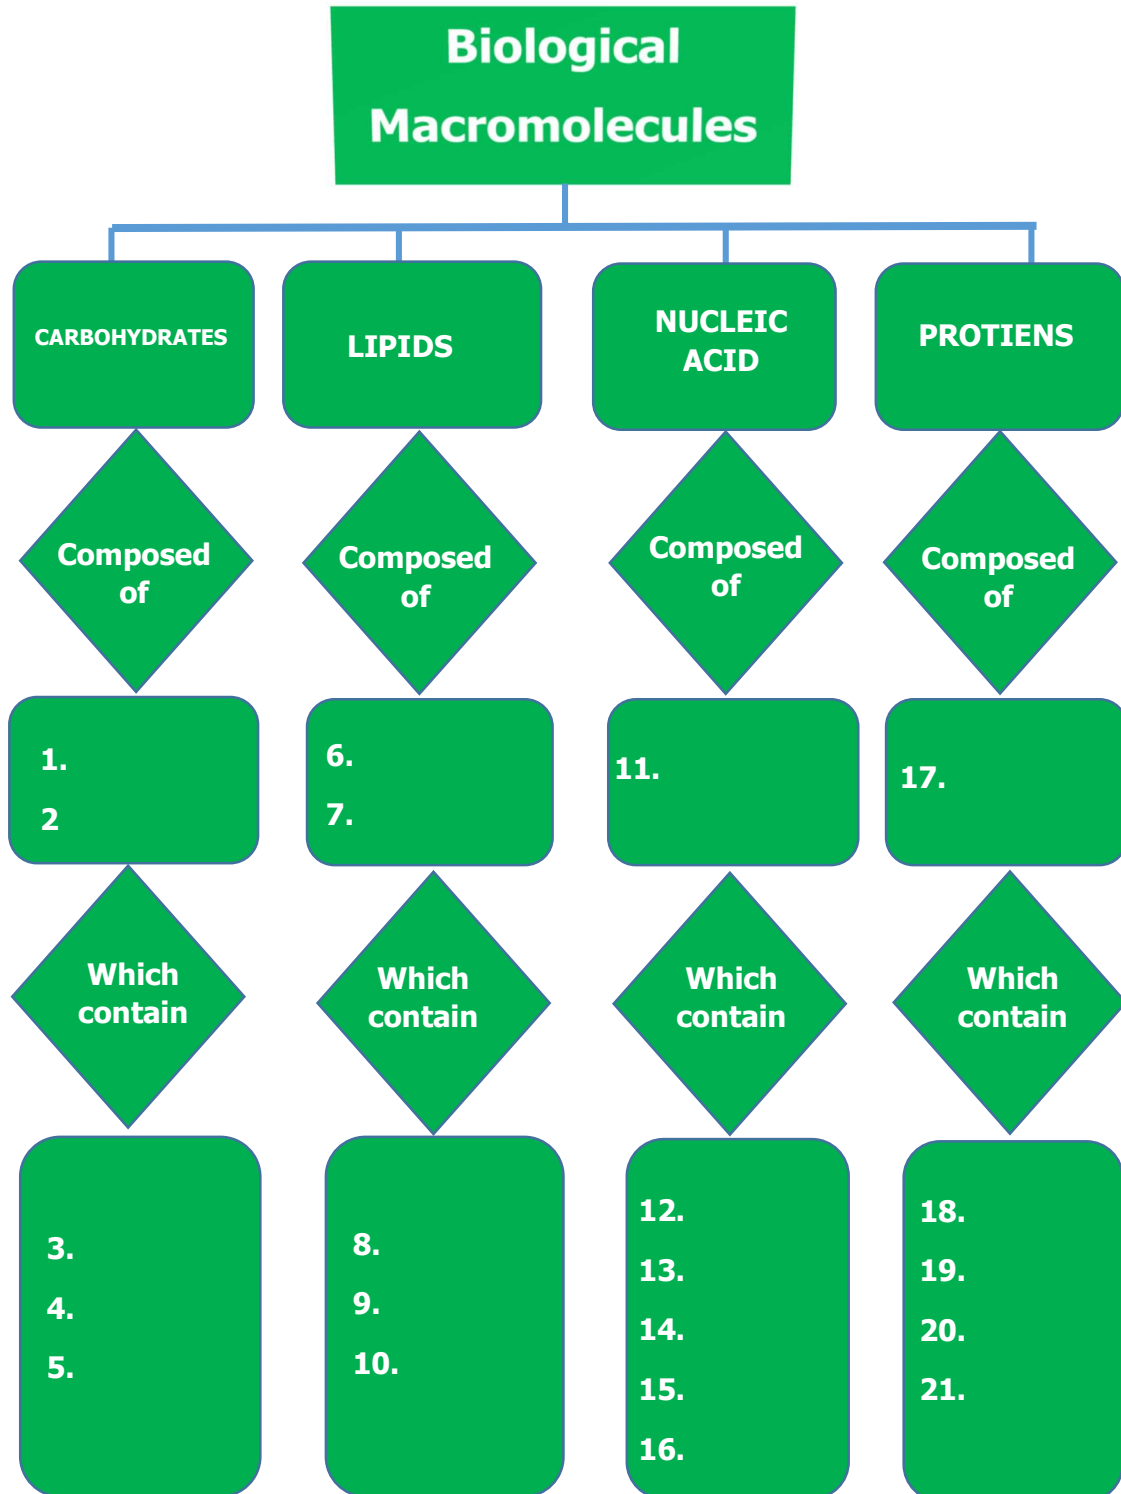 Biological
Macromolecules
CARBOHYDRATES
LIPIDS
NUCLEIC
ACID
PROTIENS
Composed
of
Composed
of
Composed
of
Composed
of
1.
2
6.
7.
11.
17.
Which
contain
Which
contain
Which
contain
Which
contain
3.
4.
5.
8.
9.
10.
12.
13.
14.
15.
16.
18.
19.
20.
21.